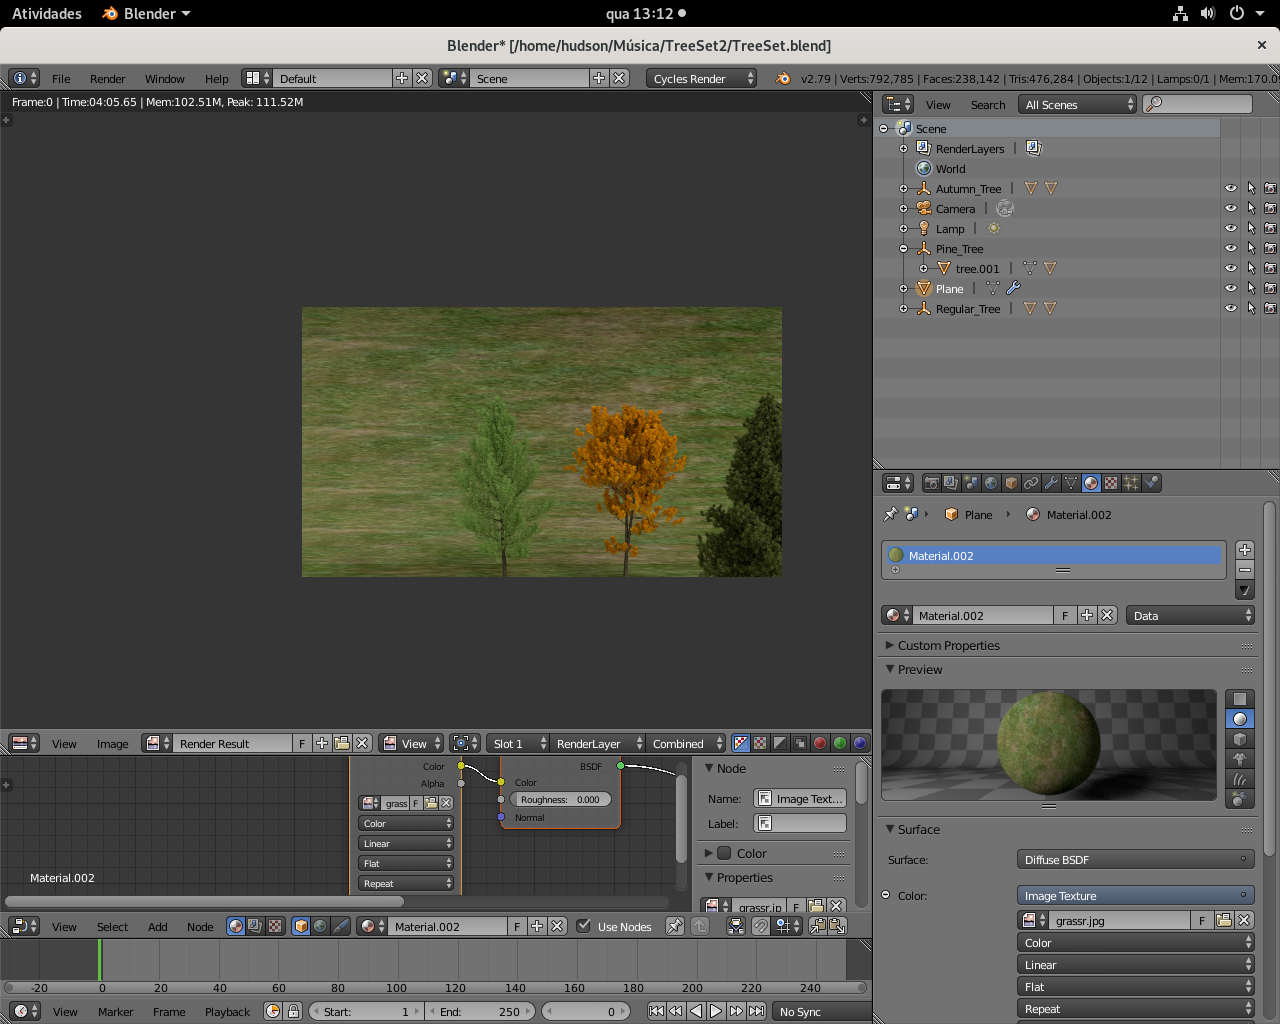 Atividades Blender qua 13:12
Blender* [/home/hudson/Música/TreeSet2/TreeSet.blend]
File Render Window Help Default Scene Cycles Render v2.79 | Verts:792,785 | Faces:238,142 | Tris:476,284 | Objects:1/12 | Lamps:0/1 | Mem:170.0
Frame:0 | Time:04:05.65 | Mem:102.51M, Peak: 111.52M
View Search All Scenes
Scene
RenderLayers
World
Autumn_Tree
Camera
Lamp
Pine_Tree
tree.001
Plane
Regular_Tree
Plane Material.002
Material.002
Material.002 F Data
Custom Properties
Preview
View Image Render Result F View Slot 1 RenderLayer Combined
Color
Alpha
grass F
Color
Linear
Flat
Repeat
BSDF
Color
Roughness: 0.000
Normal
Material.002
Node
Name: Image Text...
Label:
Color
Properties
grassr.jp F
Surface
Surface: Diffuse BSDF
Color: Image Texture
grassr.jpg F
Color
Linear
Flat
Repeat
View Select Add Node Material.002 F Use Nodes
-20 0 20 40 60 80 100 120 140 160 180 200 220 240
View Marker Frame Playback Start: 1 End: 250 0 No Sync